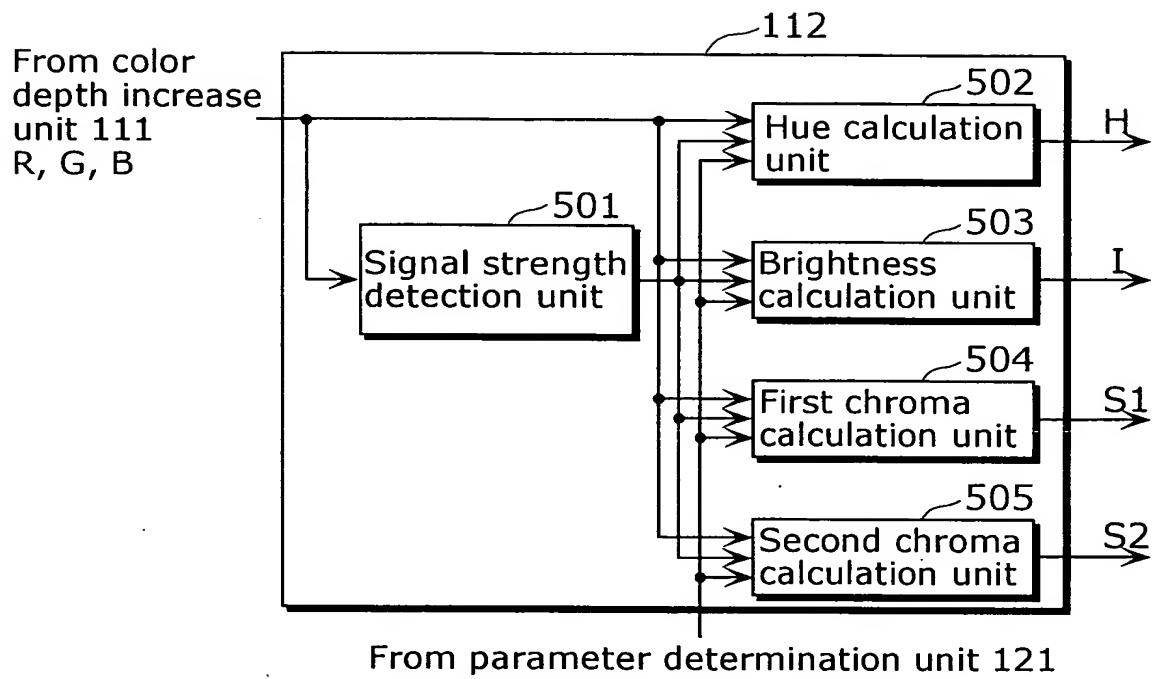 112
From color
depth increase
unit 111
R, G, B
502
Hue calculation
unit
H
501
Signal strength
detection unit
503
Brightness
calculation unit
I
504
First chroma
calculation unit
S1
505
Second chroma
calculation unit
S2
From parameter determination unit 121